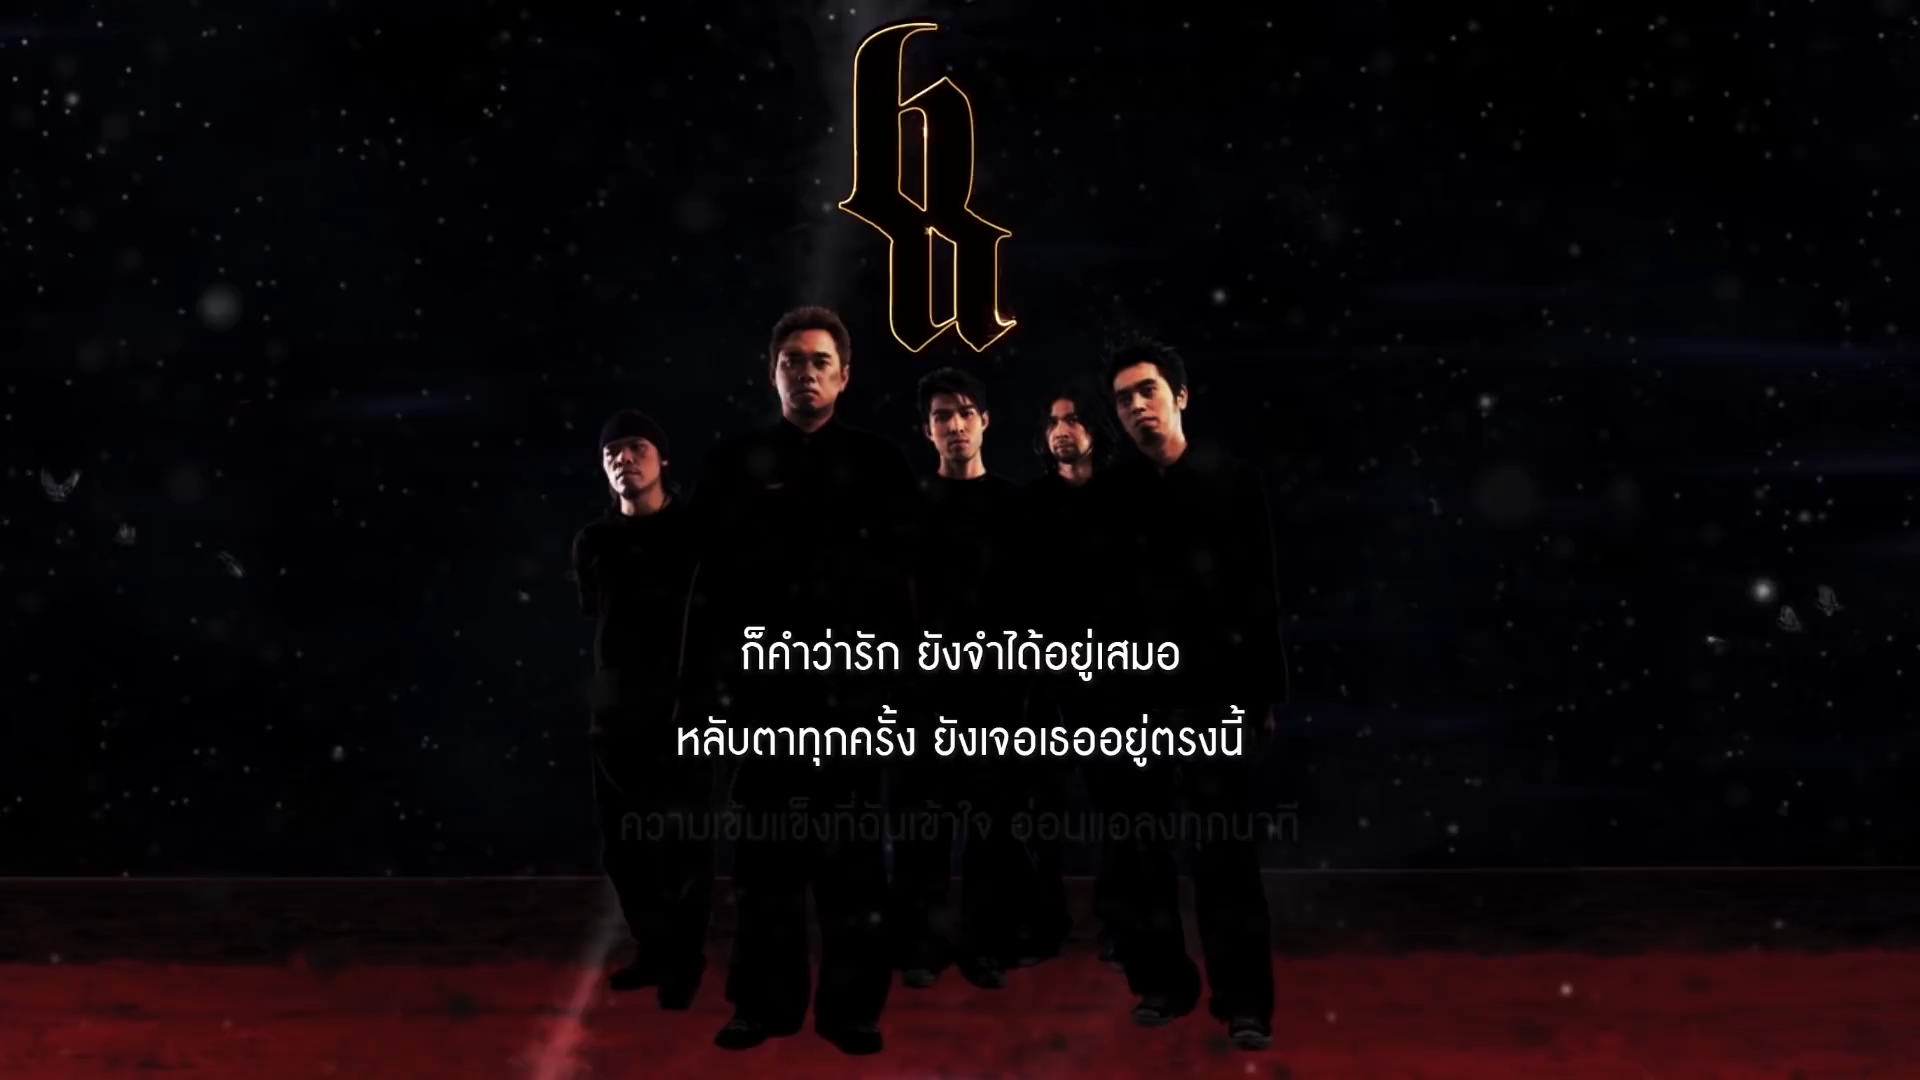 ก็คำว่ารัก ยังจำได้อยู่เสมอ
หลับตาทุกครั้ง ยังเจอเธออยู่ตรงนี้
ความเข้มแข็งที่ฉันเข้าใจ อ่อนแอลงทุกนาที